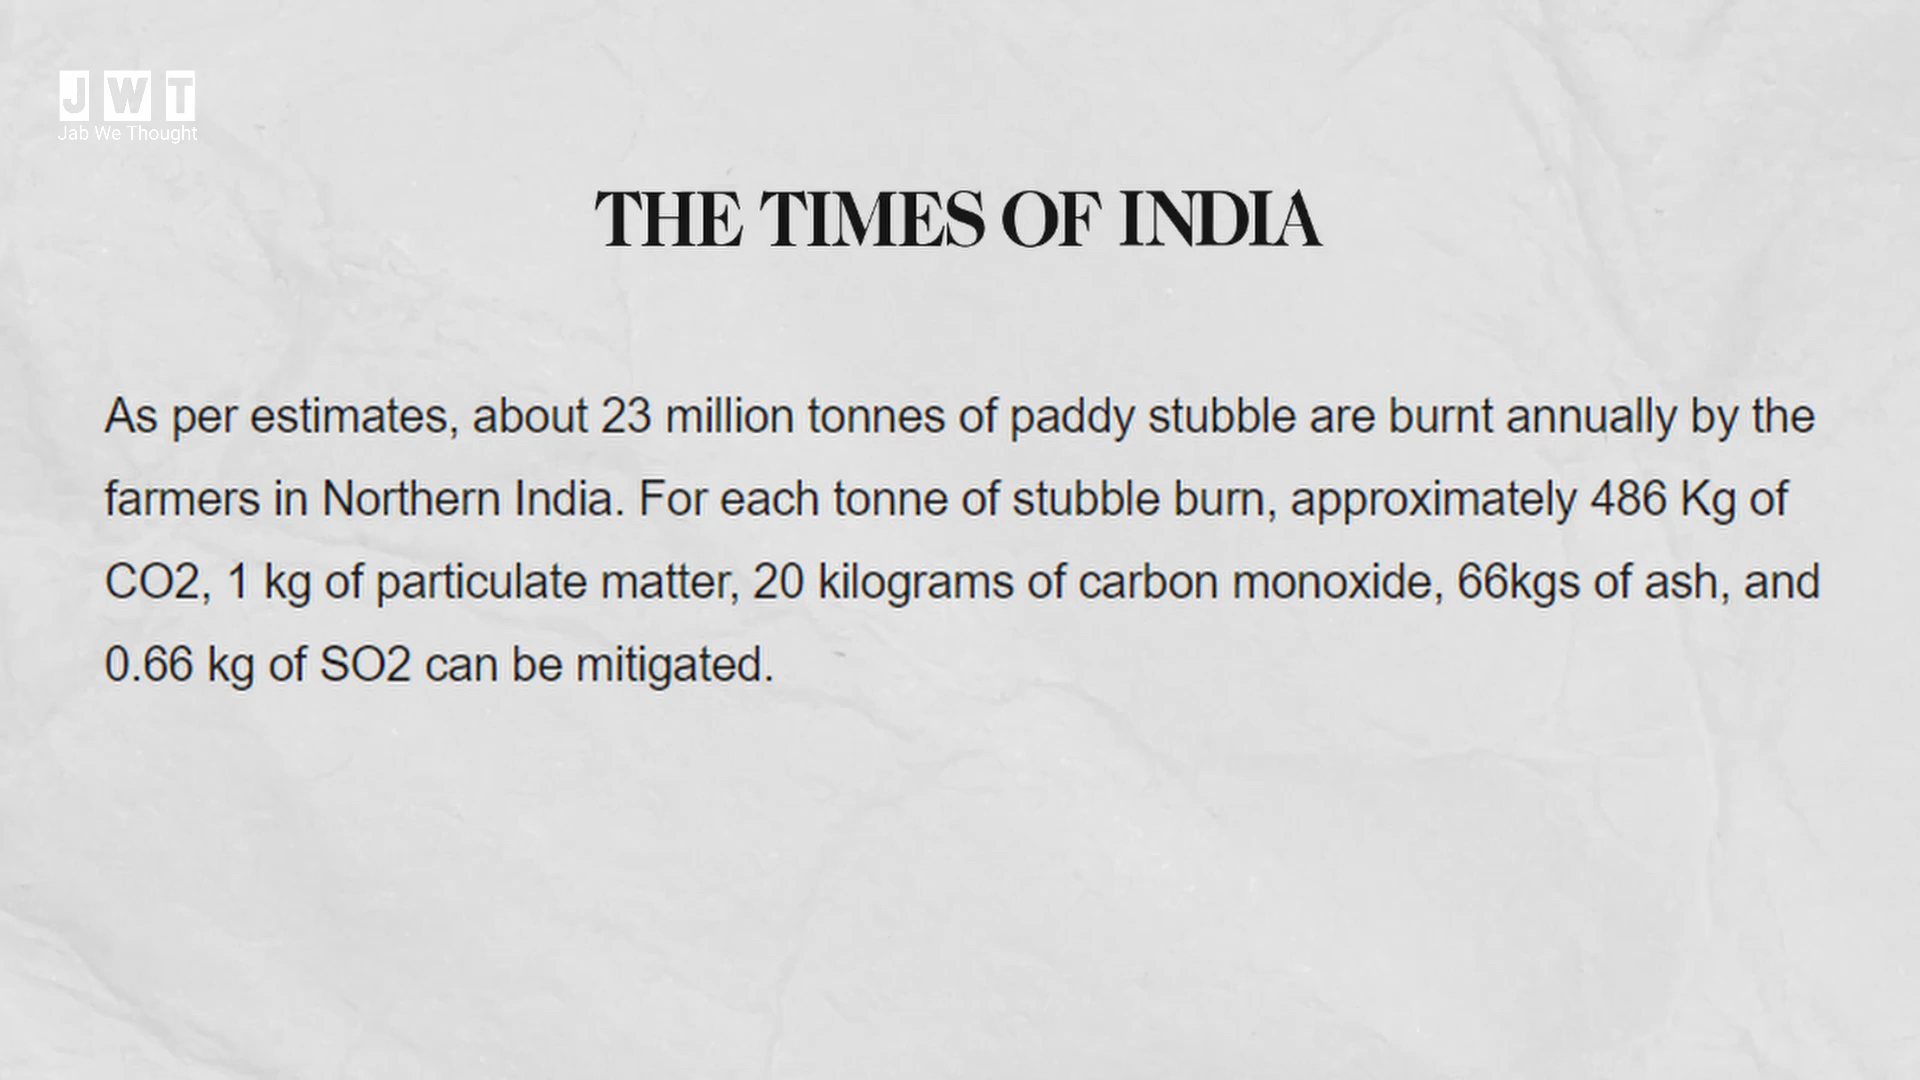 JWT
Jab We Thought
THE TIMES OF INDIA
As per estimates, about 23 million tonnes of paddy stubble are burnt annually by the
farmers in Northern India. For each tonne of stubble burn, approximately 486 Kg of
CO2, 1 kg of particulate matter, 20 kilograms of carbon monoxide, 66kgs of ash, and
0.66 kg of SO2 can be mitigated.